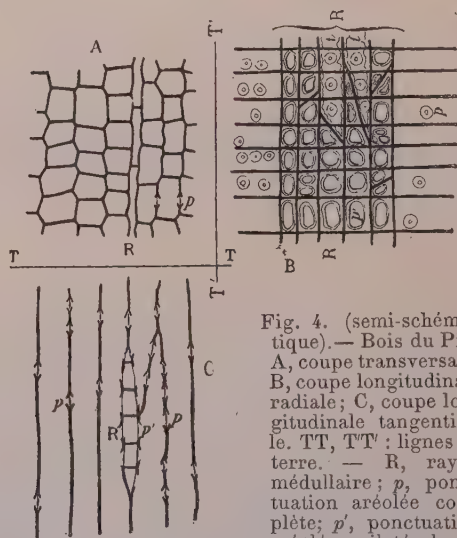 A
R
T
T
T''
T'
R
p
R
p
p'
B
R
C
R
p
p'
p
Fig. 4. (semi-schéma
tique).— Bois du P
A, coupe transversa
B, coupe longitudina
radiale; C, coupe lo
gitudinale tangenti
le. TT, T'T' : lignes
terre. — R, ray
médullaire; p, pon
tuation aréolée co
plète; p', ponctuati